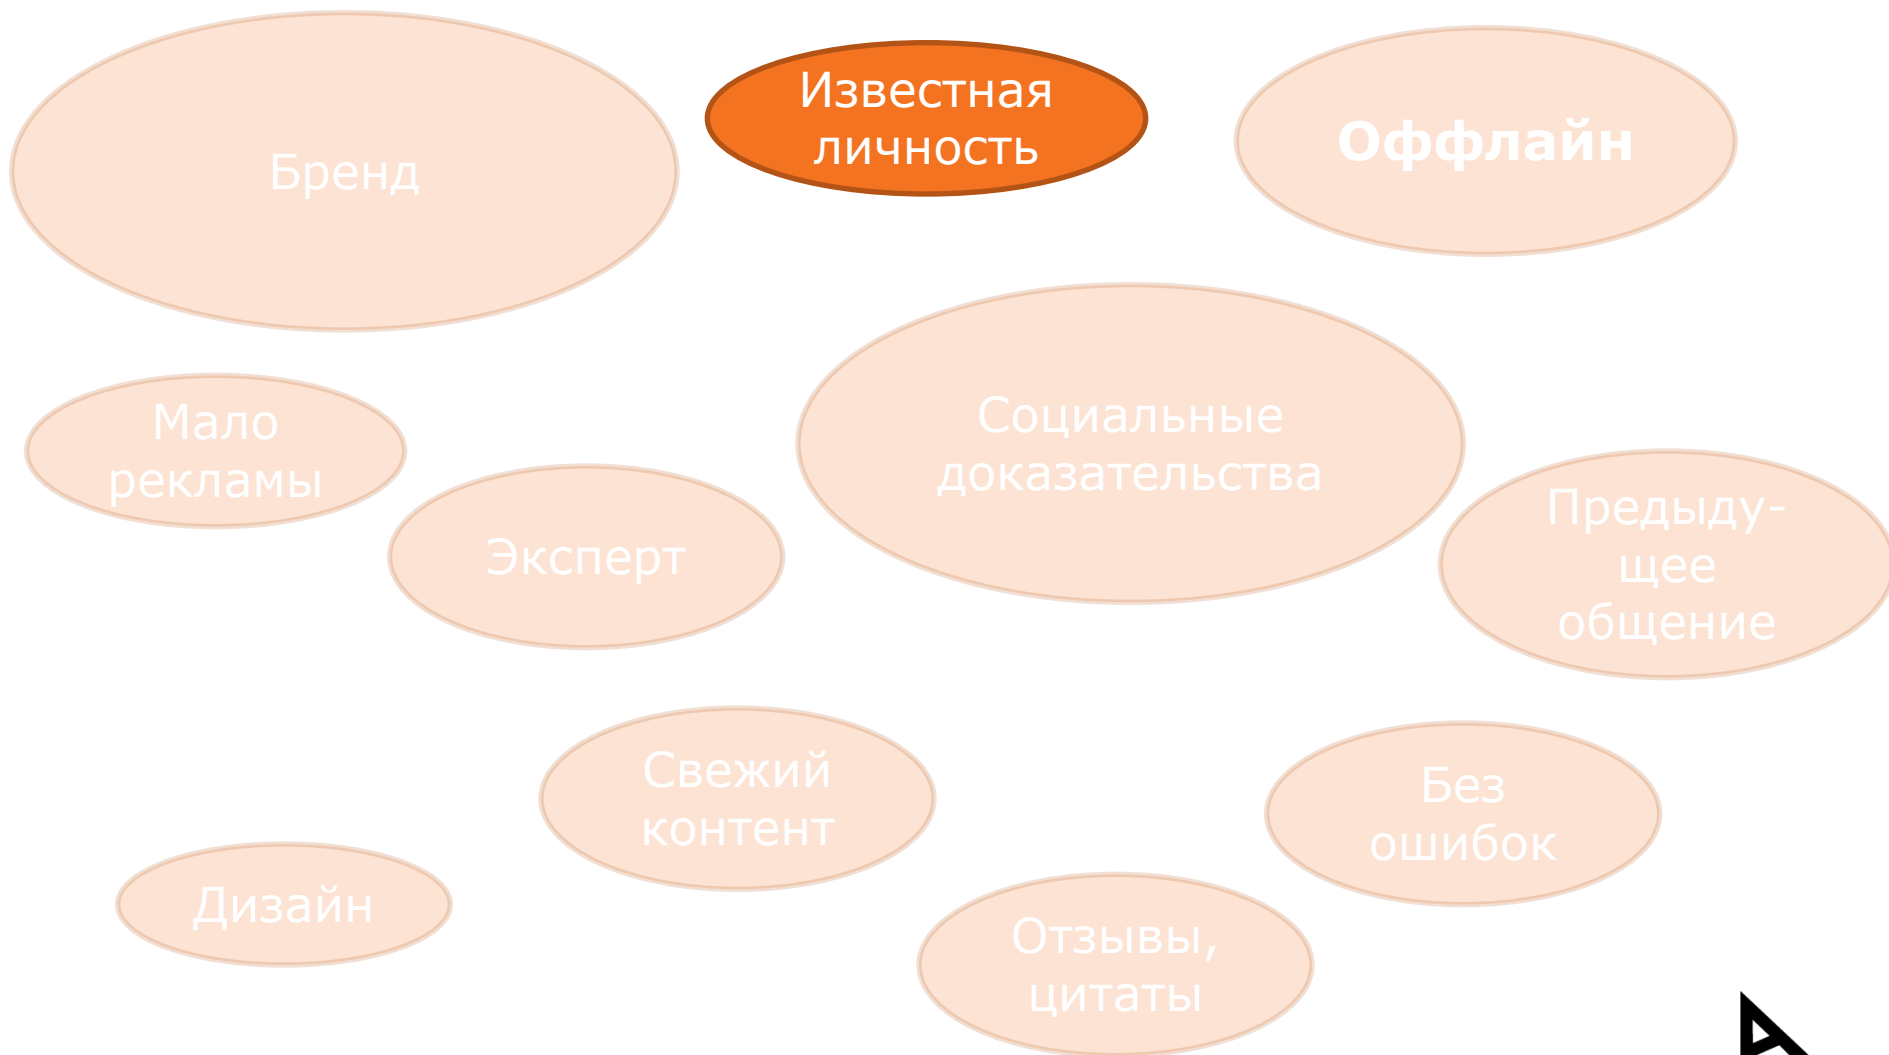 Бренд
Известная
личность
Оффлайн
Мало
рекламы
Эксперт
Социальные
доказательства
Предыду-
щее
общение
Свежий
контент
Без
ошибок
Дизайн
Отзывы,
цитаты